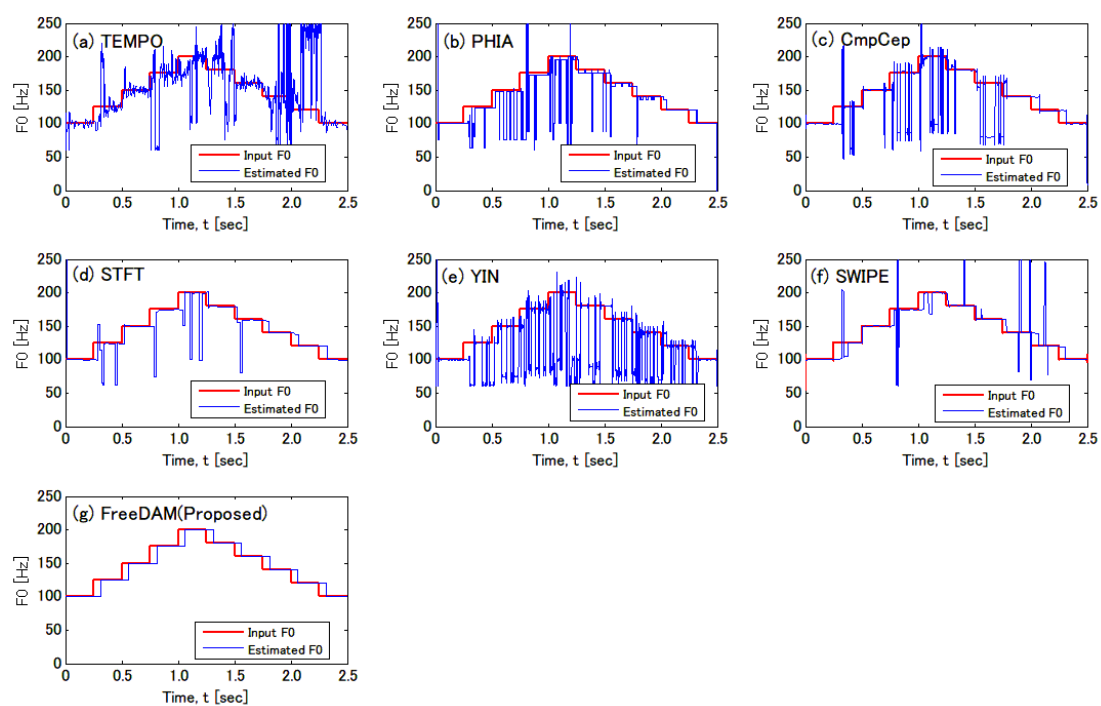 (a) TEMPO
F0 [Hz]
250
200
150
100
50
0
Input F0
Estimated F0
0 0.5 1.0 1.5 2.0 2.5
Time, t [sec]
(b) PHIA
F0 [Hz]
250
200
150
100
50
0
Input F0
Estimated F0
0 0.5 1.0 1.5 2.0 2.5
Time, t [sec]
(c) CmpCep
F0 [Hz]
250
200
150
100
50
0
Input F0
Estimated F0
0 0.5 1.0 1.5 2.0 2.5
Time, t [sec]
(d) STFT
F0 [Hz]
250
200
150
100
50
0
Input F0
Estimated F0
0 0.5 1.0 1.5 2.0 2.5
Time, t [sec]
(e) YIN
F0 [Hz]
250
200
150
100
50
0
Input F0
Estimated F0
0 0.5 1.0 1.5 2.0 2.5
Time, t [sec]
(f) SWIPE
F0 [Hz]
250
200
150
100
50
0
Input F0
Estimated F0
0 0.5 1.0 1.5 2.0 2.5
Time, t [sec]
(g) FreeDAM(Proposed)
F0 [Hz]
250
200
150
100
50
0
Input F0
Estimated F0
0 0.5 1.0 1.5 2.0 2.5
Time, t [sec]